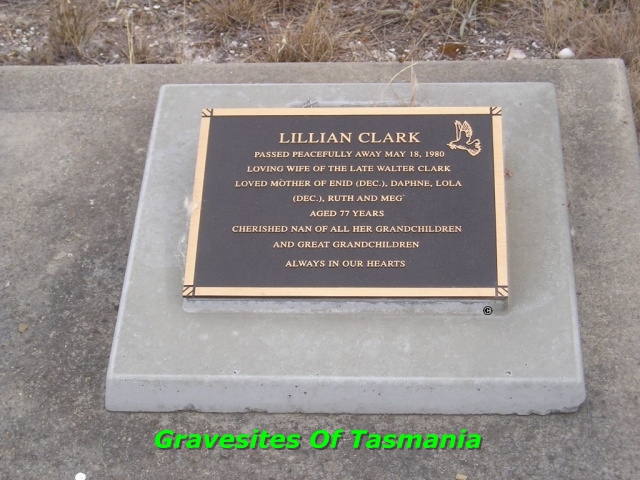 LILLIAN CLARK
PASSED PEACEFULLY AWAY MAY 18, 1980
LOVING WIFE OF THE LATE WALTER CLARK
LOVED MOTHER OF ENID (DEC.), DAPHNE, LOLA
(DEC.), RUTH AND MEG
AGED 77 YEARS
CHERISHED NAN OF ALL HER GRANDCHILDREN
AND GREAT GRANDCHILDREN
ALWAYS IN OUR HEARTS
©
Gravesites Of Tasmania